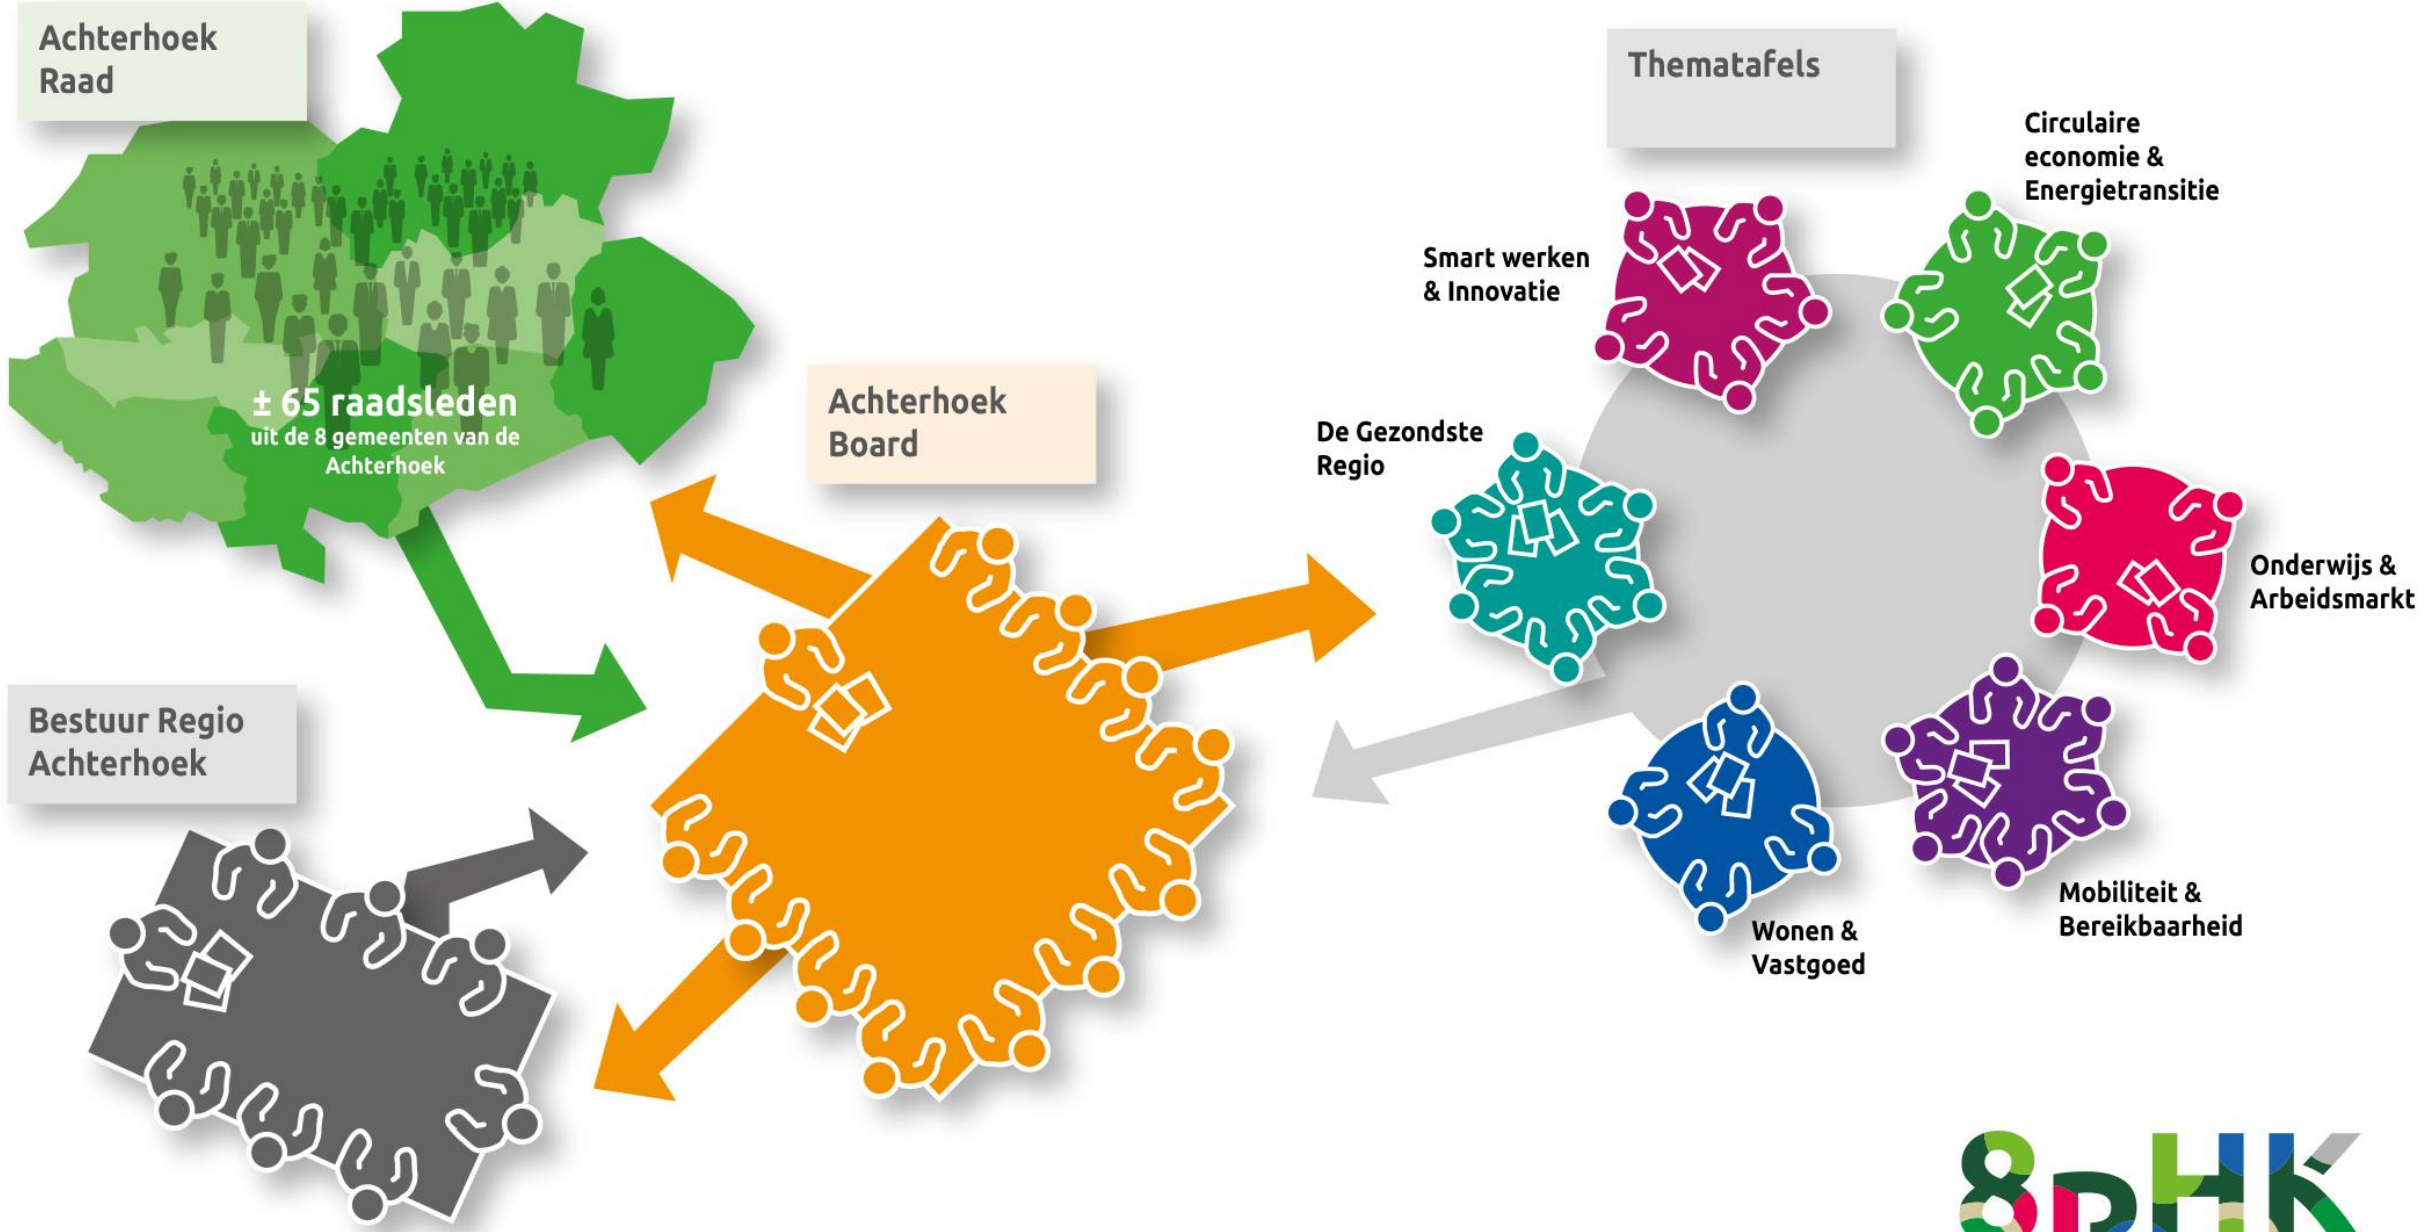 Achterhoek
Raad
± 65 raadsleden
uit de 8 gemeenten van de
Achterhoek
Bestuur Regio
Achterhoek
Achterhoek
Board
Thematafels
Circulaire
economie &
Energietransitie
Smart werken
& Innovatie
De Gezondste
Regio
Onderwijs &
Arbeidsmarkt
Mobiliteit &
Bereikbaarheid
Wonen &
Vastgoed
8RHK